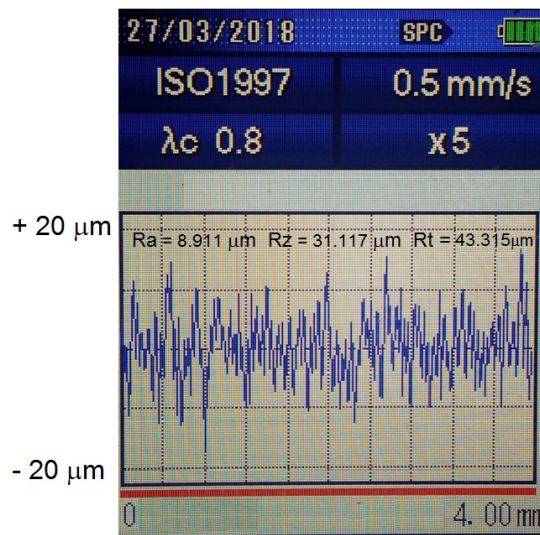 27/03/2018 SPC
ISO1997 0.5 mm/s
λc 0.8 x5
+ 20 μm
Ra = 8.911 μm Rz = 31.117 μm Rt = 43.315μm
- 20 μm
0 4.00 mm